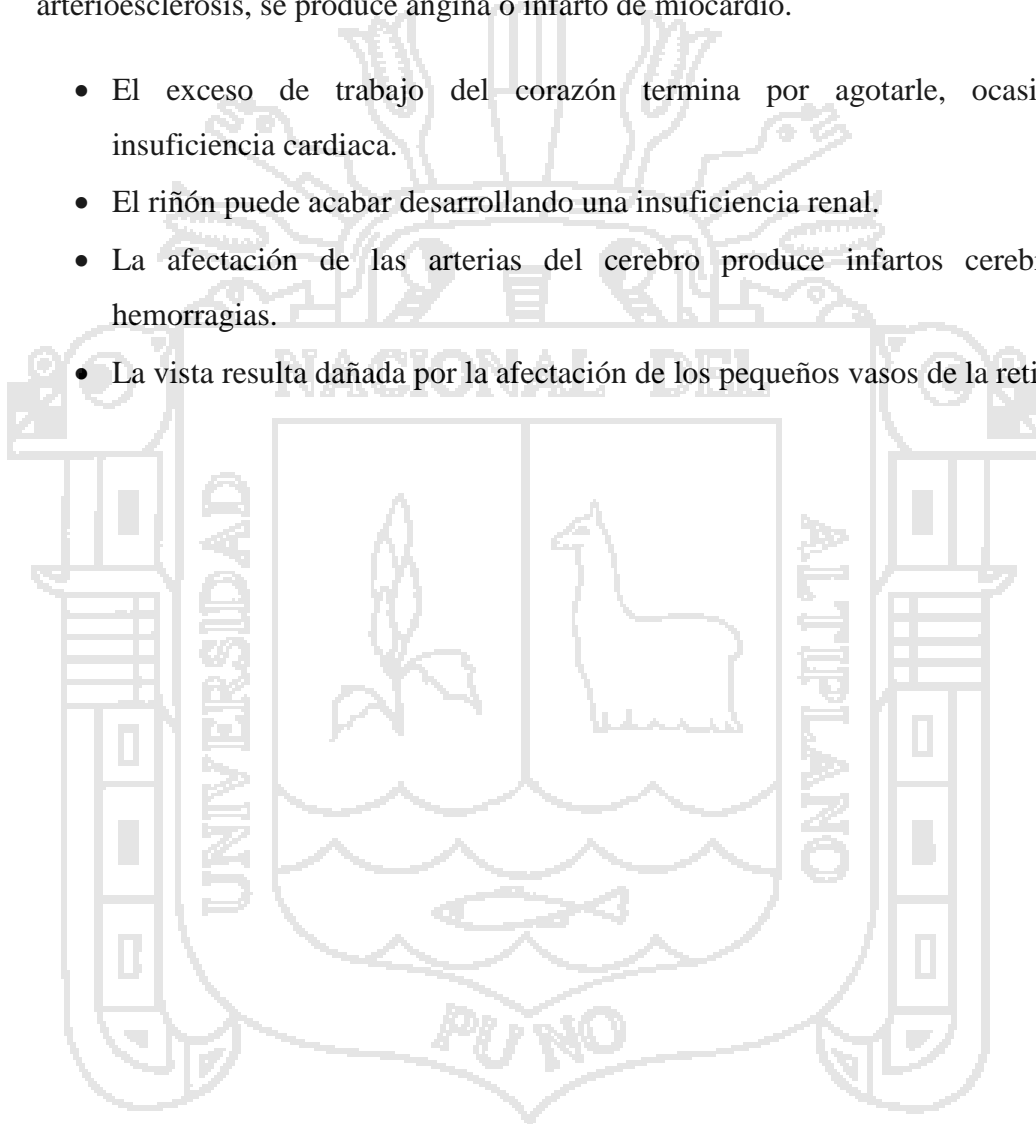 arterioesclerosis, se produce angina o infarto de miocardio.
• El exceso de trabajo del corazón termina por agotarle, ocasi
insuficiencia cardiaca.
• El riñón puede acabar desarrollando una insuficiencia renal.
• La afectación de las arterias del cerebro produce infartos cereb
hemorragias.
• La vista resulta dañada por la afectación de los pequeños vasos de la reti
NACIONAL DEL
UNIVERSIDAD
ALTIPLANO
PUNO